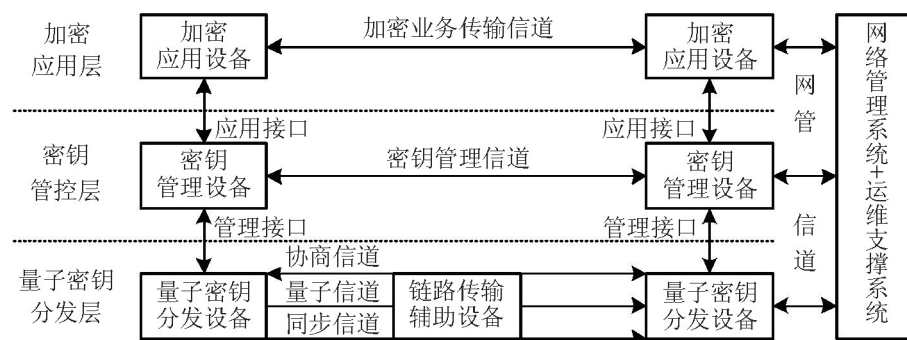 加密
应用层
加密
应用设备
加密业务传输信道
加密
应用设备
应用接口
应用接口
密钥
管控层
密钥
管理设备
密钥管理信道
密钥
管理设备
管理接口
管理接口
量子密钥
分发层
量子密钥
分发设备
协商信道
量子信道
同步信道
链路传输
辅助设备
量子密钥
分发设备
网管信道
网络管理系统+运维支撑系统